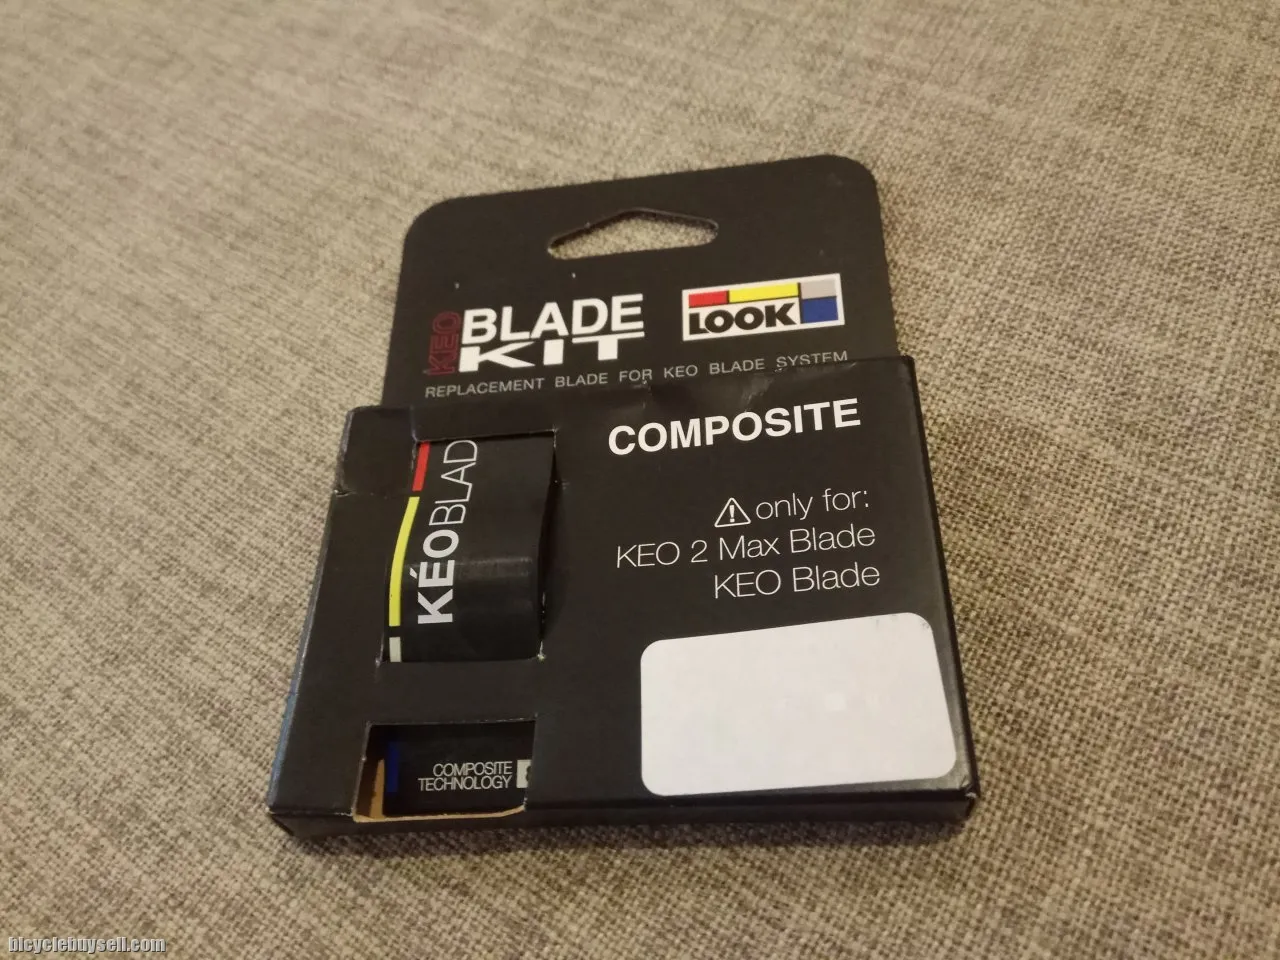 KEO
BLADE
KIT
LOOK
REPLACEMENT BLADE FOR KEO BLADE SYSTEM
COMPOSITE
only for:
KEO 2 Max Blade
KEO Blade
KÉOBLAD
COMPOSITE
TECHNOLOGY
bicyclebuysell.com